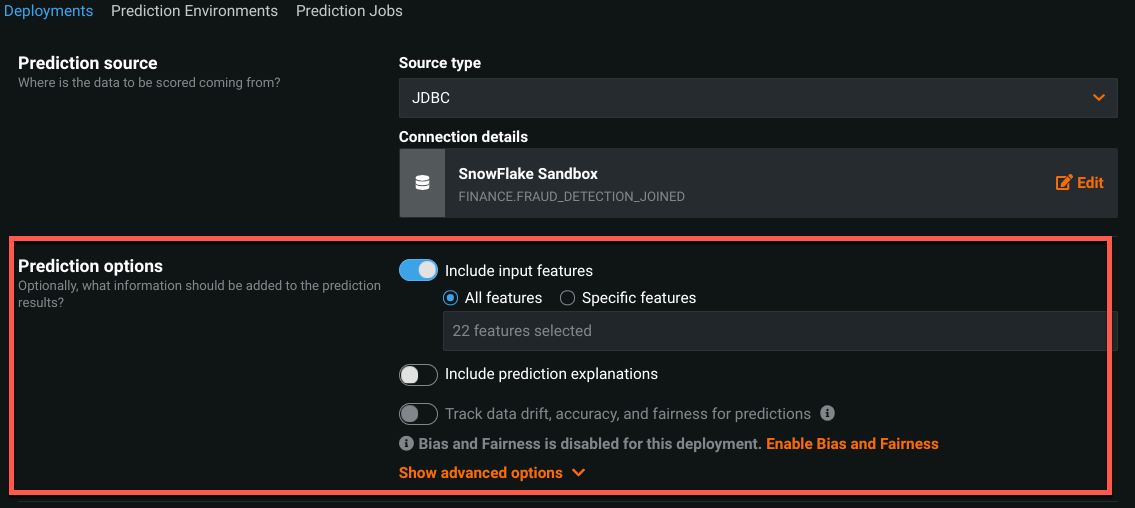 Deployments Prediction Environments Prediction Jobs
Prediction source
Where is the data to be scored coming from?
Source type
JDBC
Connection details
SnowFlake Sandbox
FINANCE.FRAUD_DETECTION_JOINED
Edit
Prediction options
Optionally, what information should be added to the prediction
results?
Include input features
All features Specific features
22 features selected
Include prediction explanations
Track data drift, accuracy, and fairness for predictions
Bias and Fairness is disabled for this deployment. Enable Bias and Fairness
Show advanced options